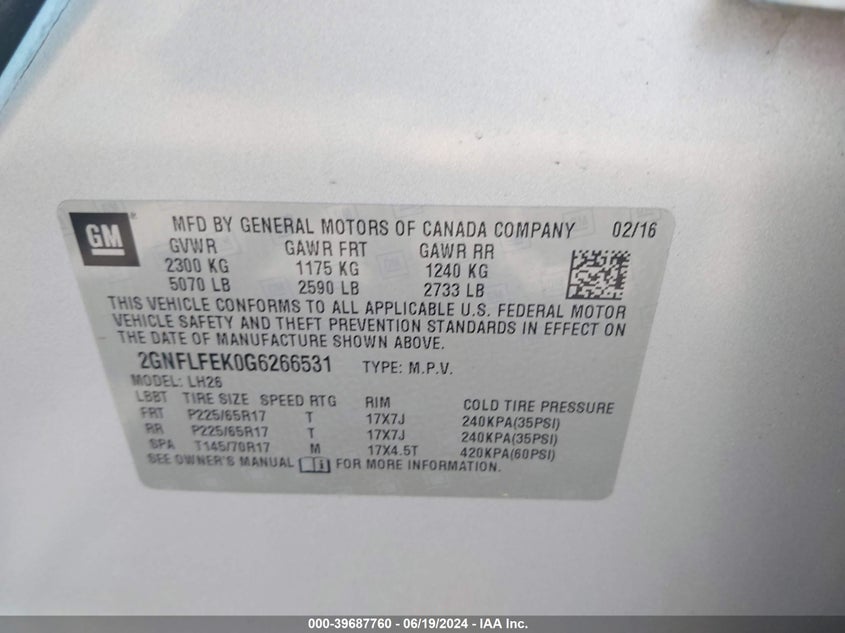 GM® MFD BY GENERAL MOTORS OF CANADA COMPANY 02/16
GVWR GAWR FRT GAWR RR
2300 KG 1175 KG 1240 KG
5070 LB 2590 LB 2733 LB
THIS VEHICLE CONFORMS TO ALL APPLICABLE U.S. FEDERAL MOTOR
VEHICLE SAFETY AND THEFT PREVENTION STANDARDS IN EFFECT ON
THE DATE OF MANUFACTURE SHOWN ABOVE.
2GNFLFEK0G6266531 TYPE: M.P.V.
MODEL: LH26
LBBT TIRE SIZE SPEED RTG RIM COLD TIRE PRESSURE
FRT P225/65R17 T 17X7J 240KPA(35PSI)
RR P225/65R17 T 17X7J 240KPA(35PSI)
SPA T145/70R17 M 17X4.5T 420KPA(60PSI)
SEE OWNER'S MANUAL FOR MORE INFORMATION.
000-39687760 - 06/19/2024 - IAA Inc.